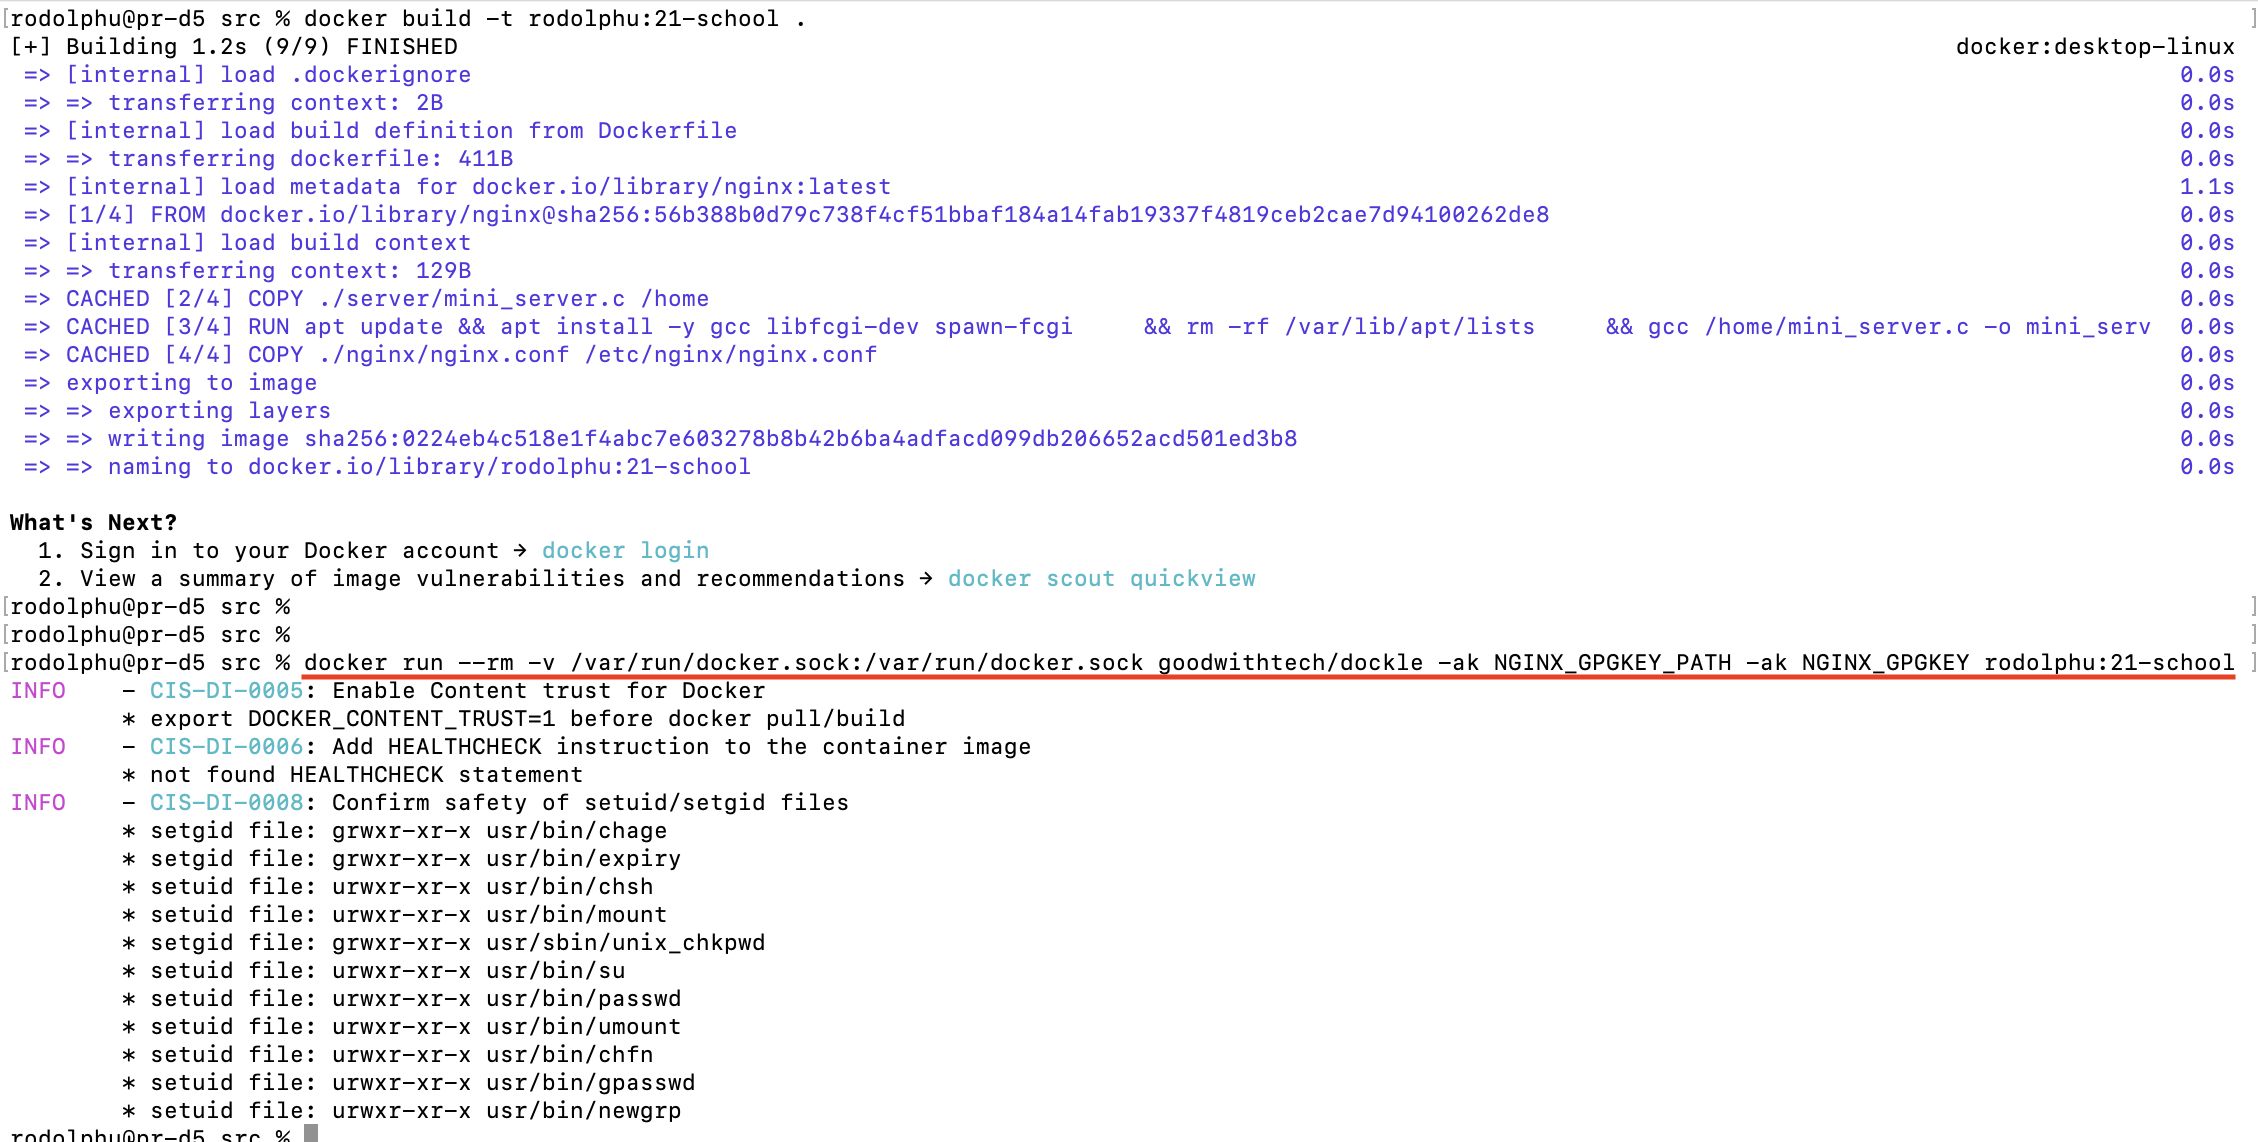 [rodolphu@pr-d5 src % docker build -t rodolphu:21-school . ]
[+] Building 1.2s (9/9) FINISHED docker:desktop-linux
=> [internal] load .dockerignore 0.0s
=> => transferring context: 2B 0.0s
=> [internal] load build definition from Dockerfile 0.0s
=> => transferring dockerfile: 411B 0.0s
=> [internal] load metadata for docker.io/library/nginx:latest 1.1s
=> [1/4] FROM docker.io/library/nginx@sha256:56b388b0d79c738f4cf51bbaf184a14fab19337f4819ceb2cae7d94100262de8 0.0s
=> [internal] load build context 0.0s
=> => transferring context: 129B 0.0s
=> CACHED [2/4] COPY ./server/mini_server.c /home 0.0s
=> CACHED [3/4] RUN apt update && apt install -y gcc libfcgi-dev spawn-fcgi && rm -rf /var/lib/apt/lists && gcc /home/mini_server.c -o mini_serv 0.0s
=> CACHED [4/4] COPY ./nginx/nginx.conf /etc/nginx/nginx.conf 0.0s
=> exporting to image 0.0s
=> => exporting layers 0.0s
=> => writing image sha256:0224eb4c518e1f4abc7e603278b8b42b6ba4adfacd099db206652acd501ed3b8 0.0s
=> => naming to docker.io/library/rodolphu:21-school 0.0s
What's Next?
1. Sign in to your Docker account → docker login
2. View a summary of image vulnerabilities and recommendations → docker scout quickview
[rodolphu@pr-d5 src % ]
[rodolphu@pr-d5 src % ]
[rodolphu@pr-d5 src % docker run --rm -v /var/run/docker.sock:/var/run/docker.sock goodwithtech/dockle -ak NGINX_GPGKEY_PATH -ak NGINX_GPGKEY rodolphu:21-school ]
INFO - CIS-DI-0005: Enable Content trust for Docker
* export DOCKER_CONTENT_TRUST=1 before docker pull/build
INFO - CIS-DI-0006: Add HEALTHCHECK instruction to the container image
* not found HEALTHCHECK statement
INFO - CIS-DI-0008: Confirm safety of setuid/setgid files
* setgid file: grwxr-xr-x usr/bin/chage
* setgid file: grwxr-xr-x usr/bin/expiry
* setuid file: urwxr-xr-x usr/bin/chsh
* setuid file: urwxr-xr-x usr/bin/mount
* setgid file: grwxr-xr-x usr/sbin/unix_chkpwd
* setuid file: urwxr-xr-x usr/bin/su
* setuid file: urwxr-xr-x usr/bin/passwd
* setuid file: urwxr-xr-x usr/bin/umount
* setuid file: urwxr-xr-x usr/bin/chfn
* setuid file: urwxr-xr-x usr/bin/gpasswd
* setuid file: urwxr-xr-x usr/bin/newgrp
rodolphu@pr-d5 src %